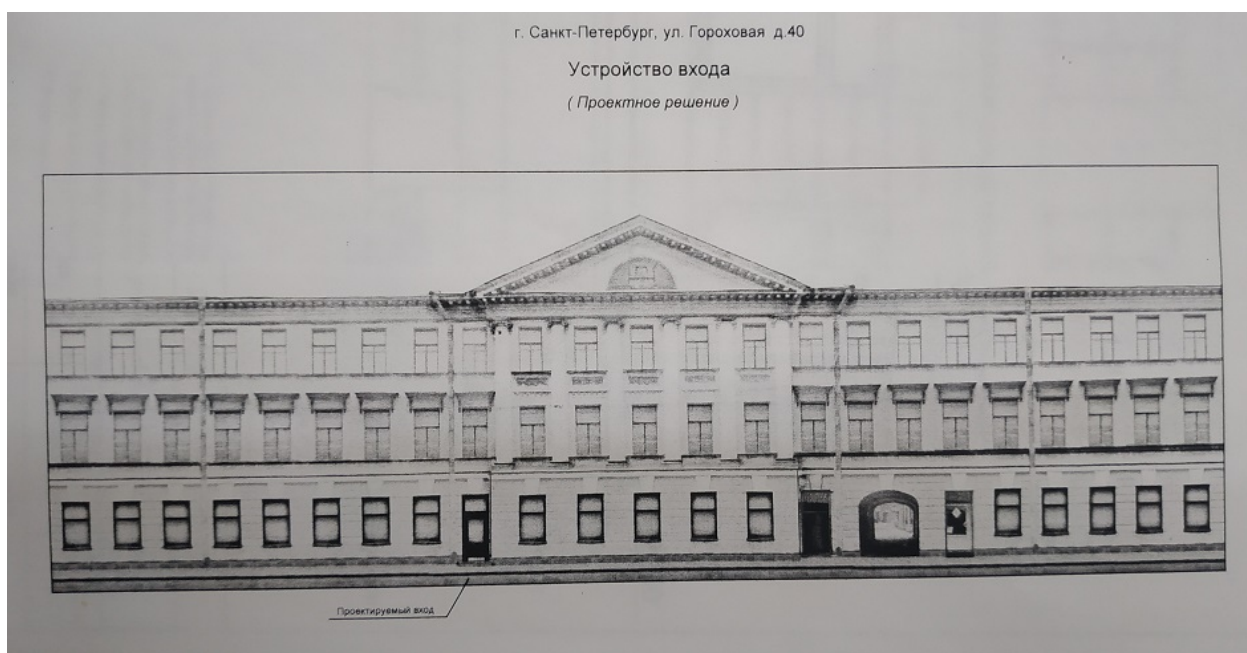 г. Санкт-Петербург, ул. Гороховая д.40
Устройство входа
( Проектное решение )
Проектируемый вход